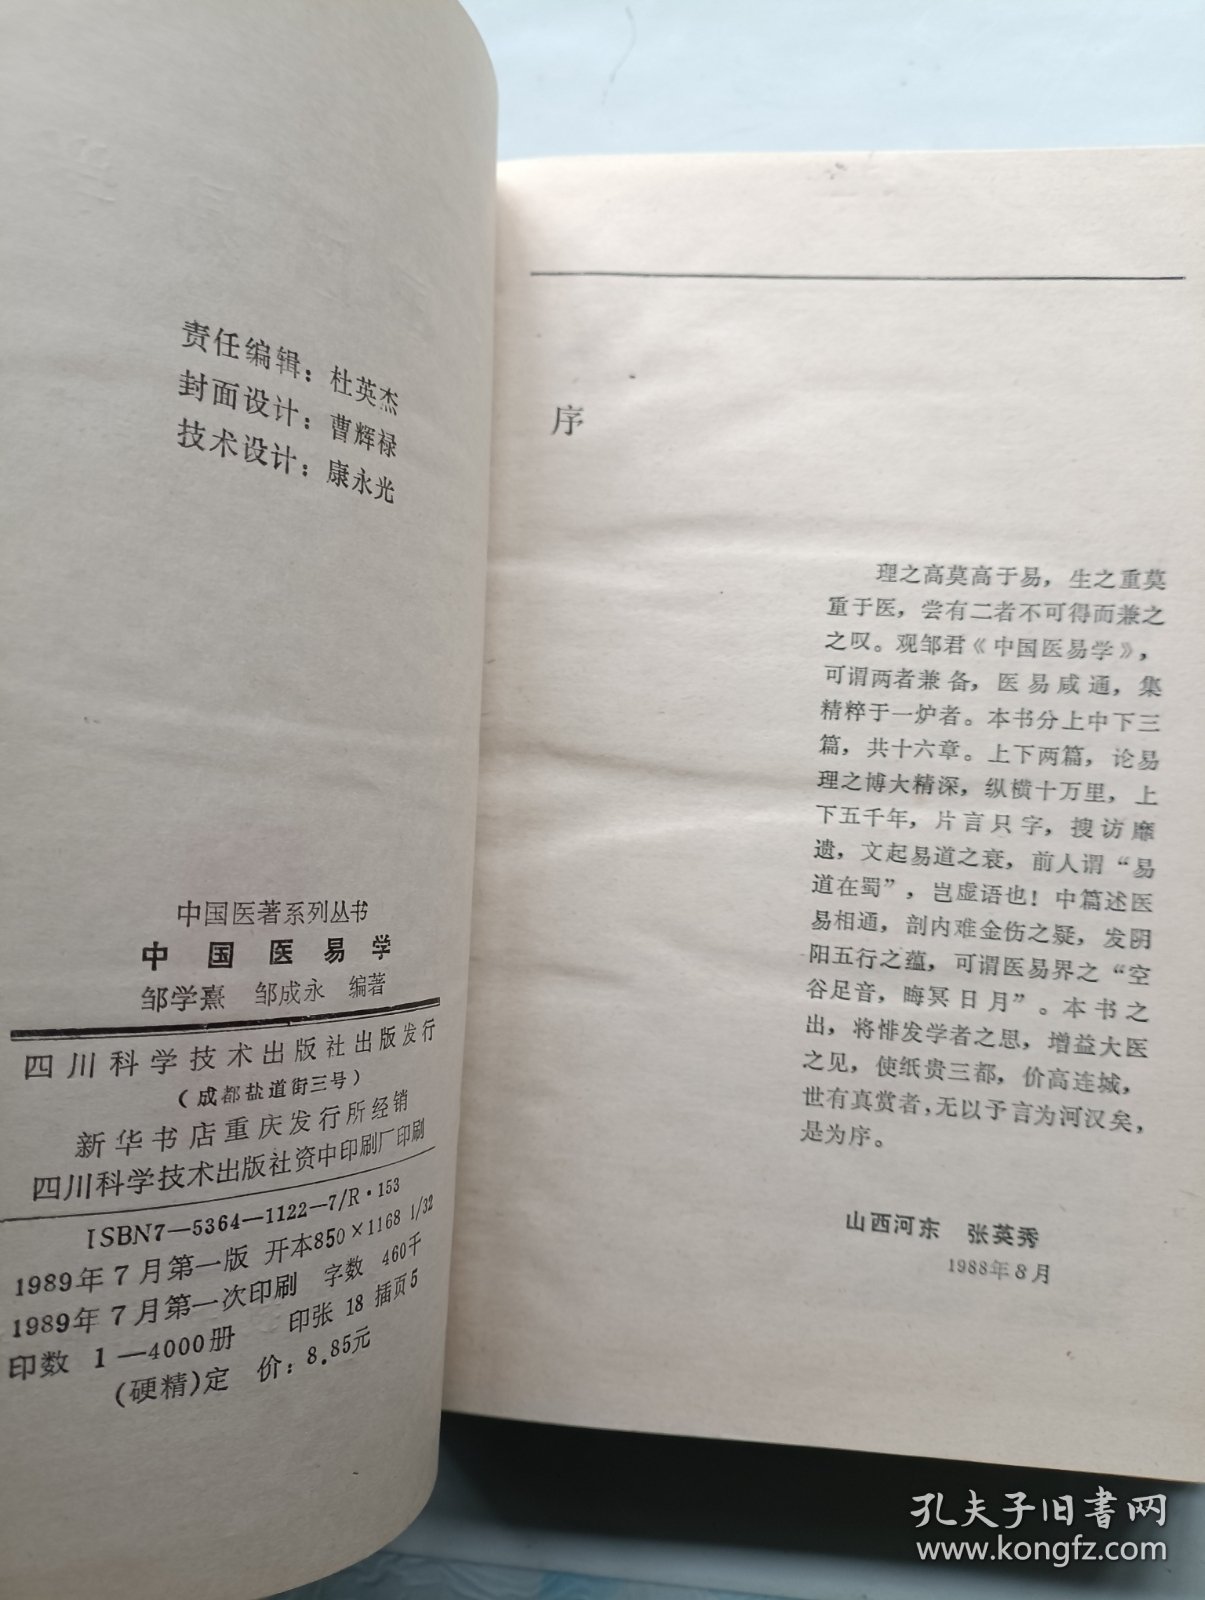 责任编辑：杜英杰
封面设计：曹辉禄
技术设计：康永光
中国医著系列丛书
中国医易学
邹学熹 邹成永 编著
四川科学技术出版社出版发行
（成都盐道街三号）
新华书店重庆发行所经销
四川科学技术出版社资中印刷厂印刷
ISBN7—5364—1122—7/R·153
1989年7月第一版 开本850×1168 1/32
1989年7月第一次印刷 字数 460千
印数 1—4000册 印张 18 插页5
(硬精)定 价：8.85元
序
理之高莫高于易，生之重莫
重于医，尝有二者不可得而兼之
之叹。观邹君《中国医易学》，
可谓两者兼备，医易咸通，集
精粹于一炉者。本书分上中下三
篇，共十六章。上下两篇，论易
理之博大精深，纵横十万里，上
下五千年，片言只字，搜访靡
遗，文起易道之衰，前人谓“易
道在蜀”，岂虚语也！中篇述医
易相通，剖内难金伤之疑，发阴
阳五行之蕴，可谓医易界之“空
谷足音，晦冥日月”。本书之
出，将悱发学者之思，增益大医
之见，使纸贵三都，价高连城，
世有真赏者，无以予言为河汉矣，
是为序。
山西河东 张英秀
1988年8月
孔夫子旧书网
www.kongfz.com